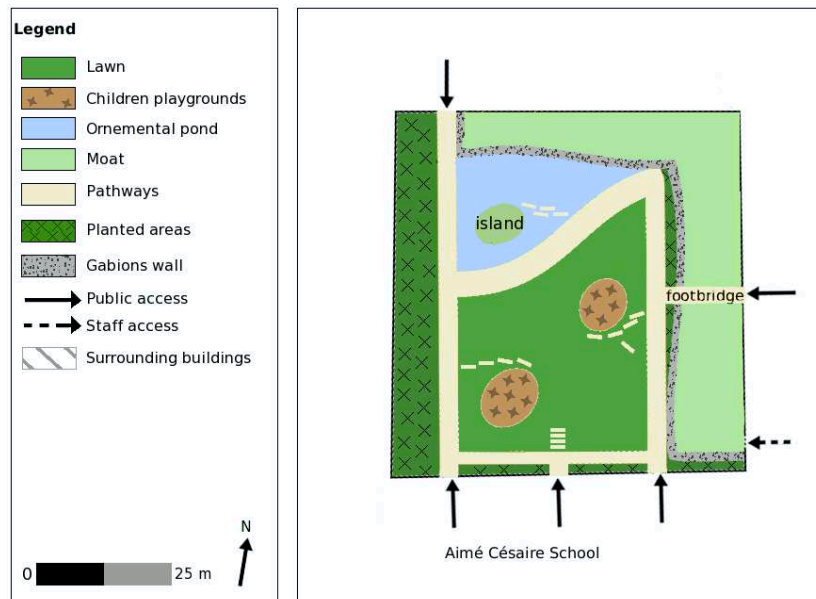 Legend
Lawn
Children playgrounds
Ornemental pond
Moat
Pathways
Planted areas
Gabions wall
Public access
Staff access
Surrounding buildings
N
0 25 m
island
footbridge
Aimé Césaire School